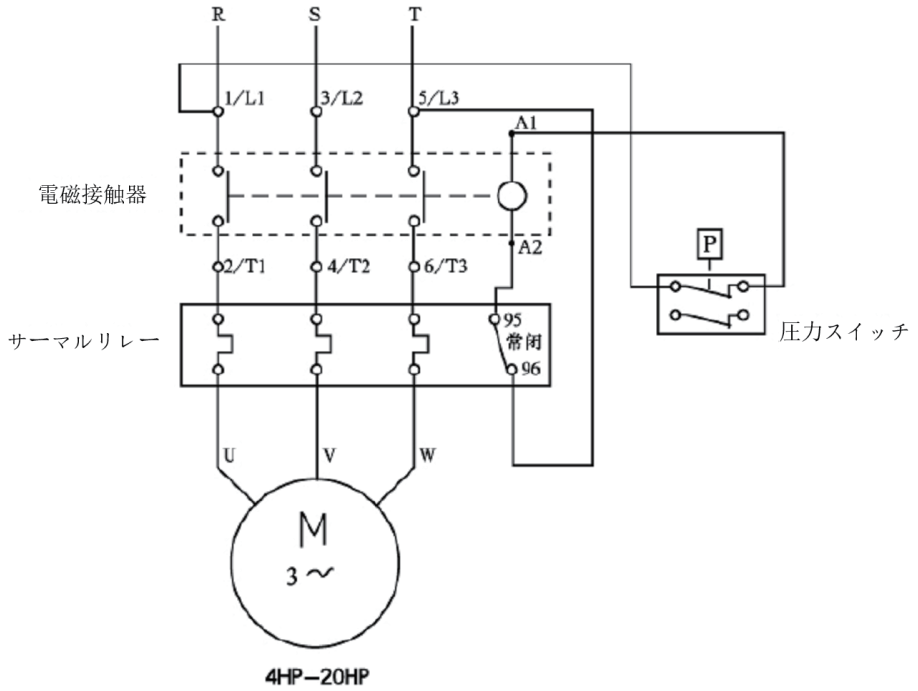 R S T
1/L1 3/L2 5/L3
A1
電磁接触器
P
A2
2/T1 4/T2 6/T3
95
サーマルリレー
常闭
圧力スイッチ
96
U V W
M
3 〜
4HP−20HP